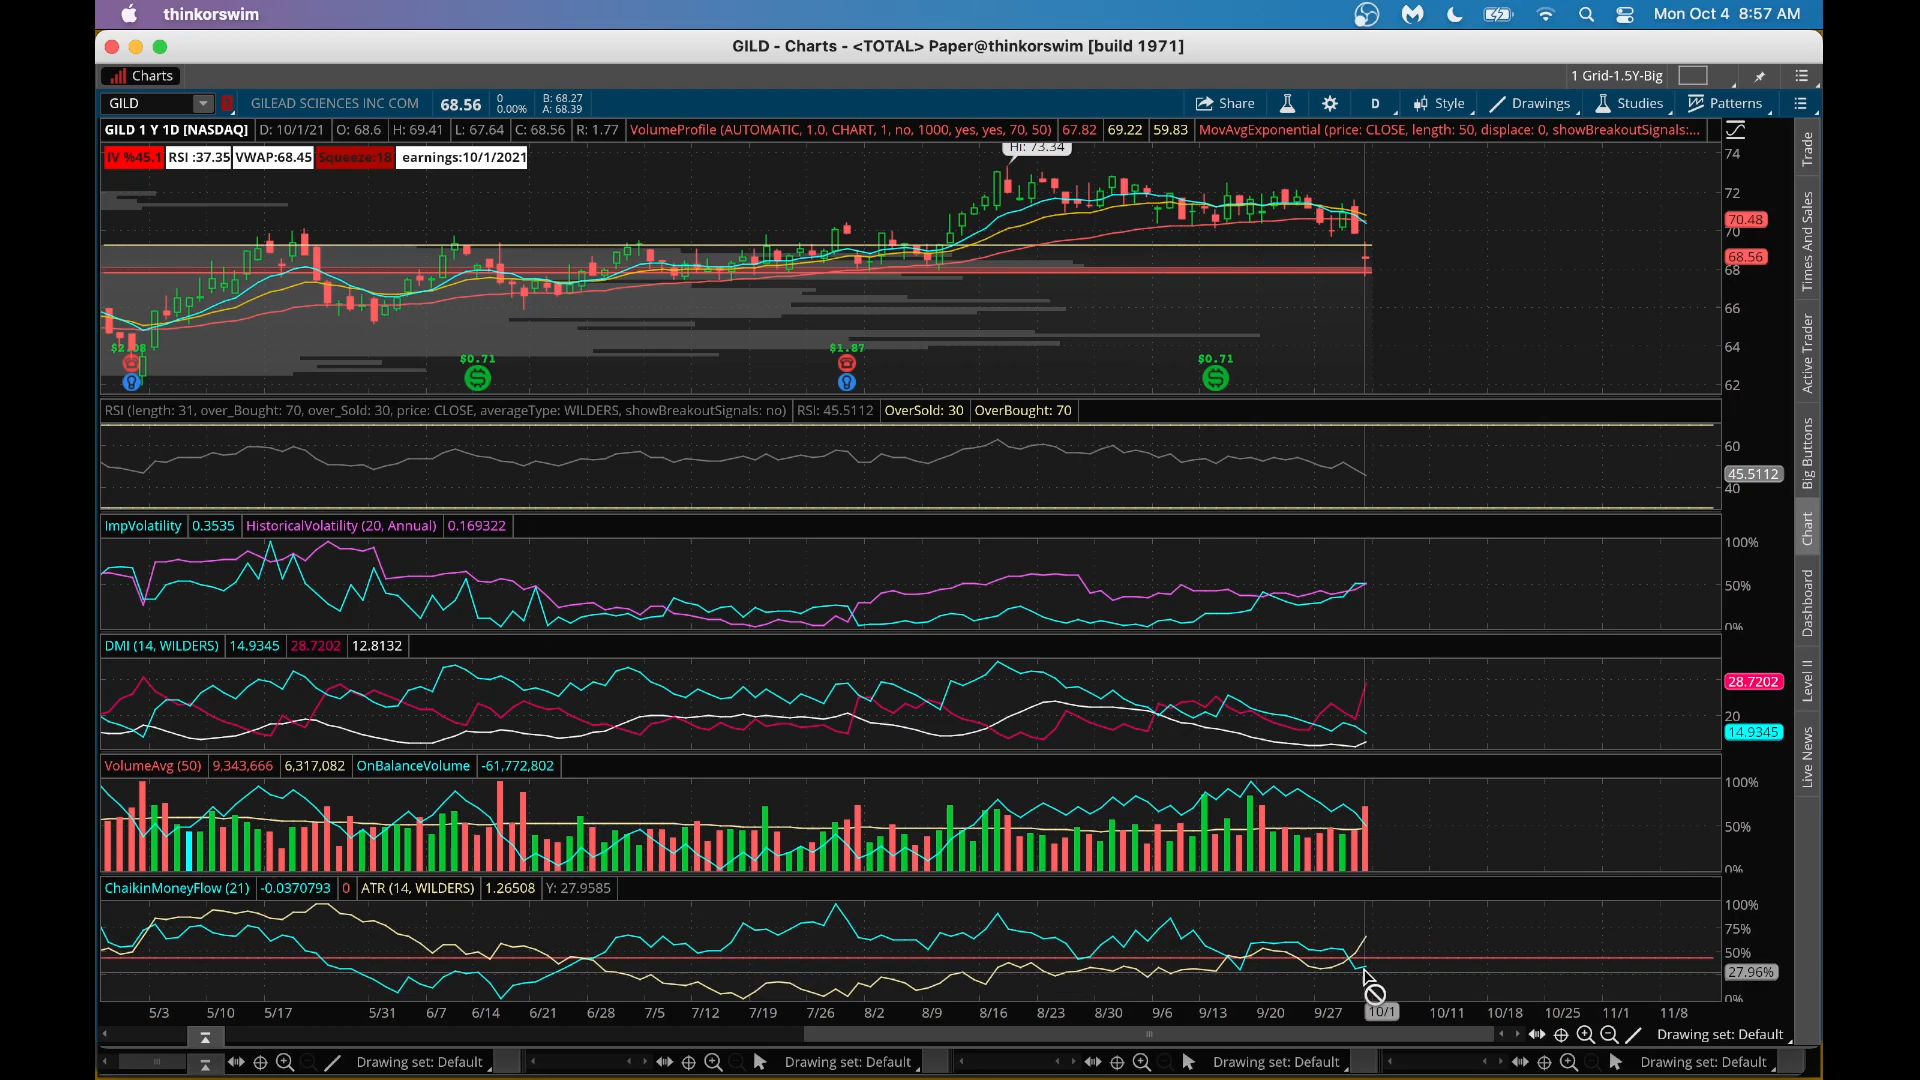 thinkorswim Mon Oct 4 8:57 AM
GILD - Charts - <TOTAL> Paper@thinkorswim [build 1971]
Charts 1 Grid-1.5Y-Big
GILD GILEAD SCIENCES INC COM 68.56 0 0.00% B: 68.27 A: 68.39 Share D Style Drawings Studies Patterns
GILD 1 Y 1D [NASDAQ] D: 10/1/21 O: 68.6 H: 69.41 L: 67.64 C: 68.56 R: 1.77 VolumeProfile (AUTOMATIC, 1.0, CHART, 1, no, 1000, yes, yes, 70, 50) 67.82 69.22 59.83 MovAvgExponential (price: CLOSE, length: 50, displace: 0, showBreakoutSignals:...
IV %45.1 RSI :37.35 VWAP:68.45 Squeeze:18 earnings:10/1/2021
Hi: 73.34
74
72
70.48
70
68.56
68
66
64
62
$0.71
$1.87
$0.71
RSI (length: 31, over_Bought: 70, over_Sold: 30, price: CLOSE, averageType: WILDERS, showBreakoutSignals: no) RSI: 45.5112 OverSold: 30 OverBought: 70
60
45.5112
40
ImpVolatility 0.3535 HistoricalVolatility (20, Annual) 0.169322
100%
50%
0%
DMI (14, WILDERS) 14.9345 28.7202 12.8132
28.7202
20
14.9345
VolumeAvg (50) 9,343,666 6,317,082 OnBalanceVolume -61,772,802
100%
50%
0%
ChaikinMoneyFlow (21) -0.0370793 0 ATR (14, WILDERS) 1.26508 Y: 27.9585
100%
75%
50%
27.96%
0%
5/3 5/10 5/17 5/31 6/7 6/14 6/21 6/28 7/5 7/12 7/19 7/26 8/2 8/9 8/16 8/23 8/30 9/6 9/13 9/20 9/27 10/1 10/11 10/18 10/25 11/1 11/8
Drawing set: Default
Drawing set: Default Drawing set: Default Drawing set: Default Drawing set: Default
Trade
Times And Sales
Active Trader
Big Buttons
Chart
Dashboard
Level II
Live News